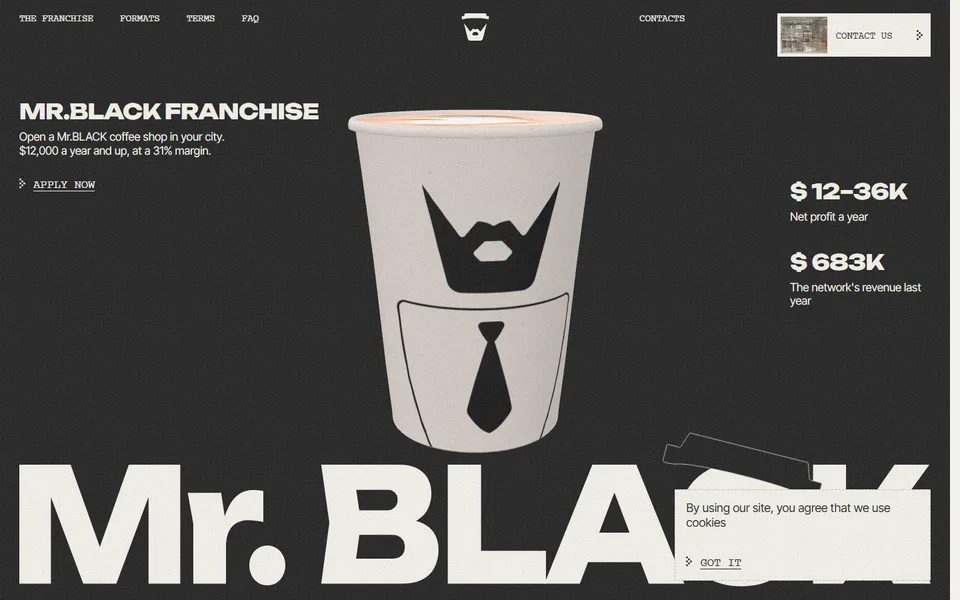 THE FRANCHISE
FORMATS
TERMS
FAQ
CONTACTS
CONTACT US
MR.BLACK FRANCHISE
Open a Mr.BLACK coffee shop in your city.
$12,000 a year and up, at a 31% margin.
APPLY NOW
$ 12–36K
Net profit a year
$ 683K
The network's revenue last
year
Mr. BLACK
By using our site, you agree that we use
cookies
GOT IT